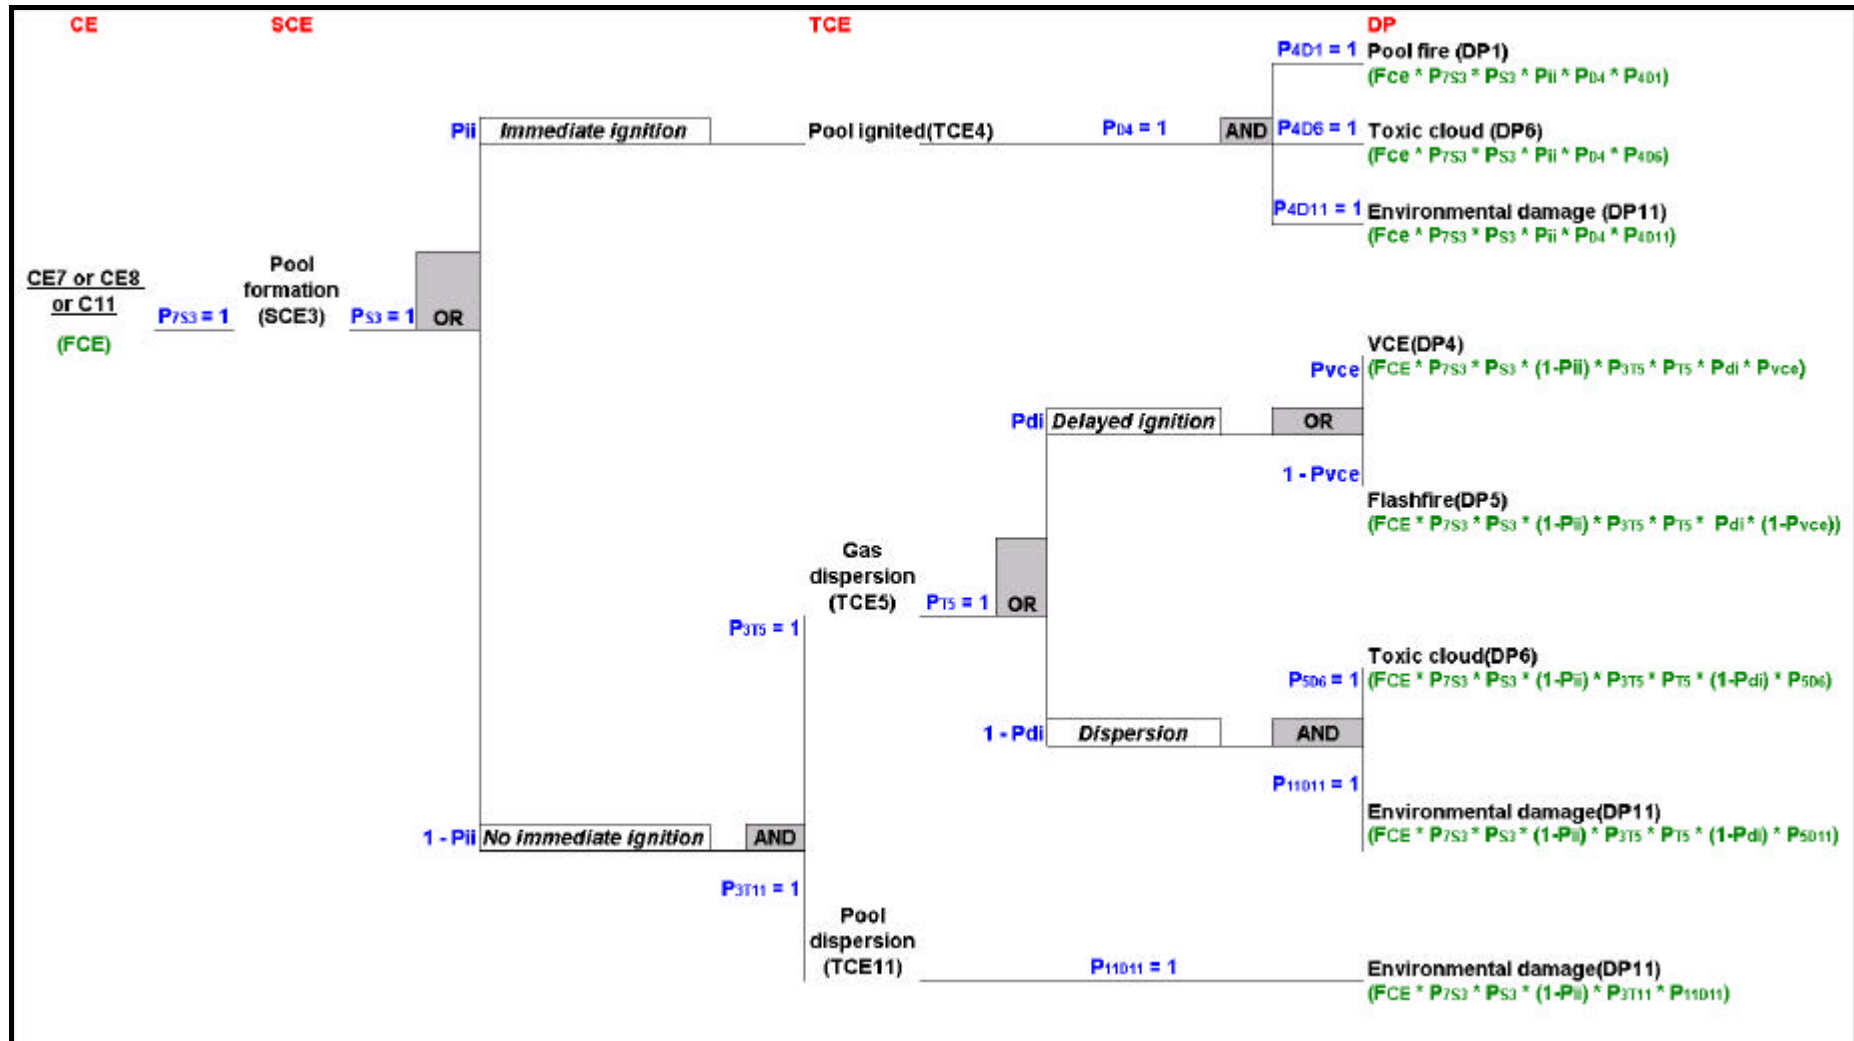 CE SCE TCE DP
P4D1 = 1 Pool fire (DP1)
(Fce * P7S3 * PS3 * Pii * PD4 * P4D1)
Pii Immediate ignition Pool ignited(TCE4) PD4 = 1 AND P4D6 = 1 Toxic cloud (DP6)
(Fce * P7S3 * PS3 * Pii * PD4 * P4D6)
P4D11 = 1 Environmental damage (DP11)
(Fce * P7S3 * PS3 * Pii * PD4 * P4D11)
CE7 or CE8
or C11
(FCE)
P7S3 = 1
Pool
formation
(SCE3)
PS3 = 1
OR
VCE(DP4)
Pvce (FCE * P7S3 * PS3 * (1-Pii) * P3T5 * PT5 * Pdi * Pvce)
Pdi Delayed ignition OR
1 - Pvce
Flashfire(DP5)
(FCE * P7S3 * PS3 * (1-Pii) * P3T5 * PT5 * Pdi * (1-Pvce))
Gas
dispersion
(TCE5)
PT5 = 1
OR
P3T5 = 1
Toxic cloud(DP6)
P5D6 = 1 (FCE * P7S3 * PS3 * (1-Pii) * P3T5 * PT5 * (1-Pdi) * P5D6)
1 - Pdi Dispersion AND
P11D11 = 1
Environmental damage(DP11)
(FCE * P7S3 * PS3 * (1-Pii) * P3T5 * PT5 * (1-Pdi) * P5D11)
1 - Pii No immediate ignition AND
P3T11 = 1
Pool
dispersion
(TCE11)
P11D11 = 1
Environmental damage(DP11)
(FCE * P7S3 * PS3 * (1-Pii) * P3T11 * P11D11)